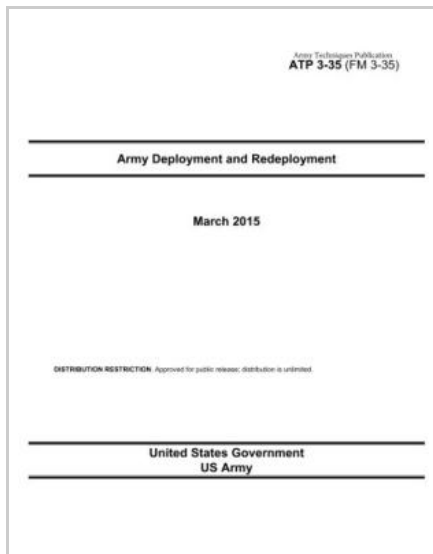 Army Techniques Publication
ATP 3-35 (FM 3-35)
Army Deployment and Redeployment
March 2015
DISTRIBUTION RESTRICTION. Approved for public release; distribution is unlimited.
United States Government
US Army